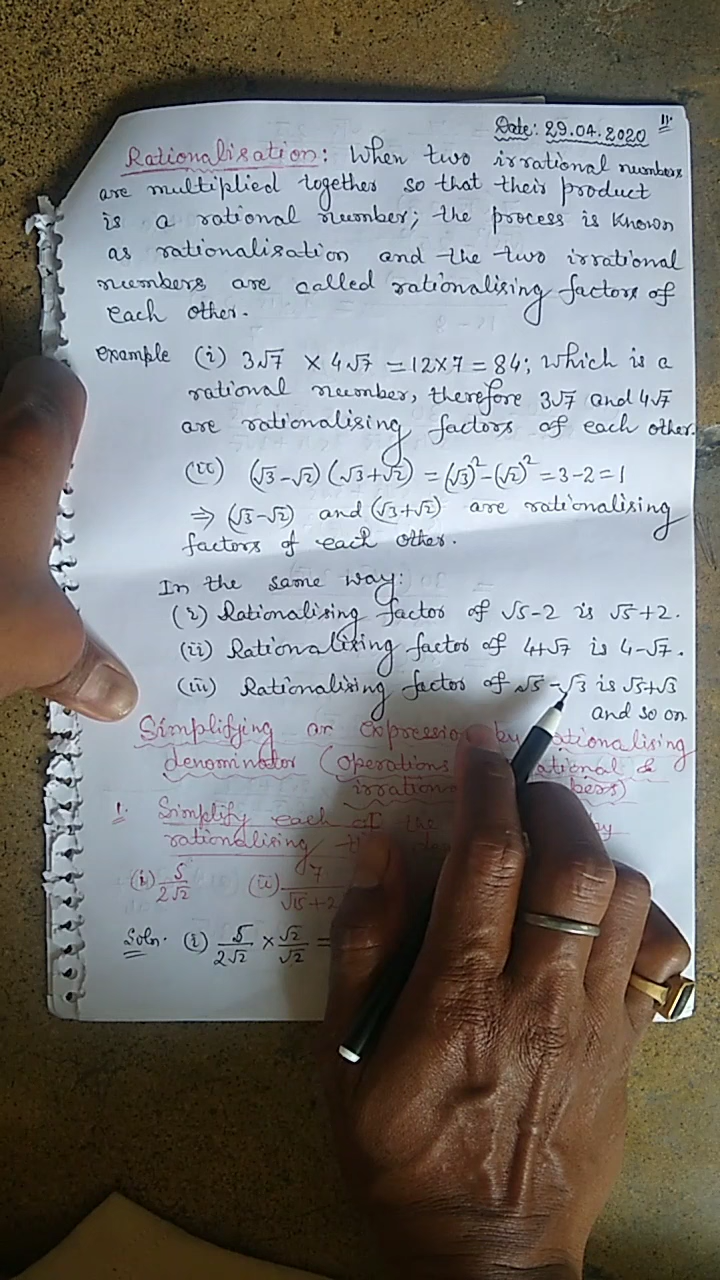 Date: 29.04.2020
Rationalisation: When two irrational numbers
are multiplied together so that their product
is a rational number; the process is known
as rationalisation and the two irrational
numbers are called rationalising factors of
each other.
example (i) 3√7 × 4√7 = 12×7 = 84; which is a
rational number, therefore 3√7 and 4√7
are rationalising factors of each other.
(ii) (√3-√2) (√3+√2) = (√3)² - (√2)² = 3-2 = 1
⇒ (√3-√2) and (√3+√2) are rationalising
factors of each other.
In the same way:
(i) Rationalising factor of √5-2 is √5+2.
(ii) Rationalising factor of 4+√7 is 4-√7.
(iii) Rationalising factor of √5-√3 is √5+√3
and so on
Simplifying an expression by rationalising
denominator (operations
irration
1. Simplify each of the by
rationalising
(i) 5/2√2 (ii) 7/√15+2
Soln. (i) 5/2√2 × √2/√2 =